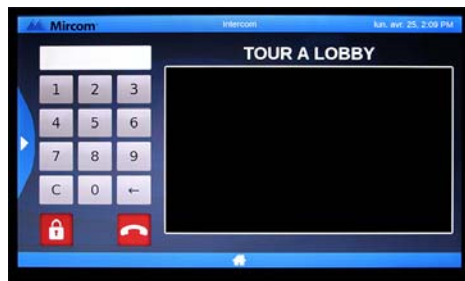 Mircom Intercom lun. avr. 25, 2:09 PM
TOUR A LOBBY
1 2 3
4 5 6
7 8 9
C 0 ←